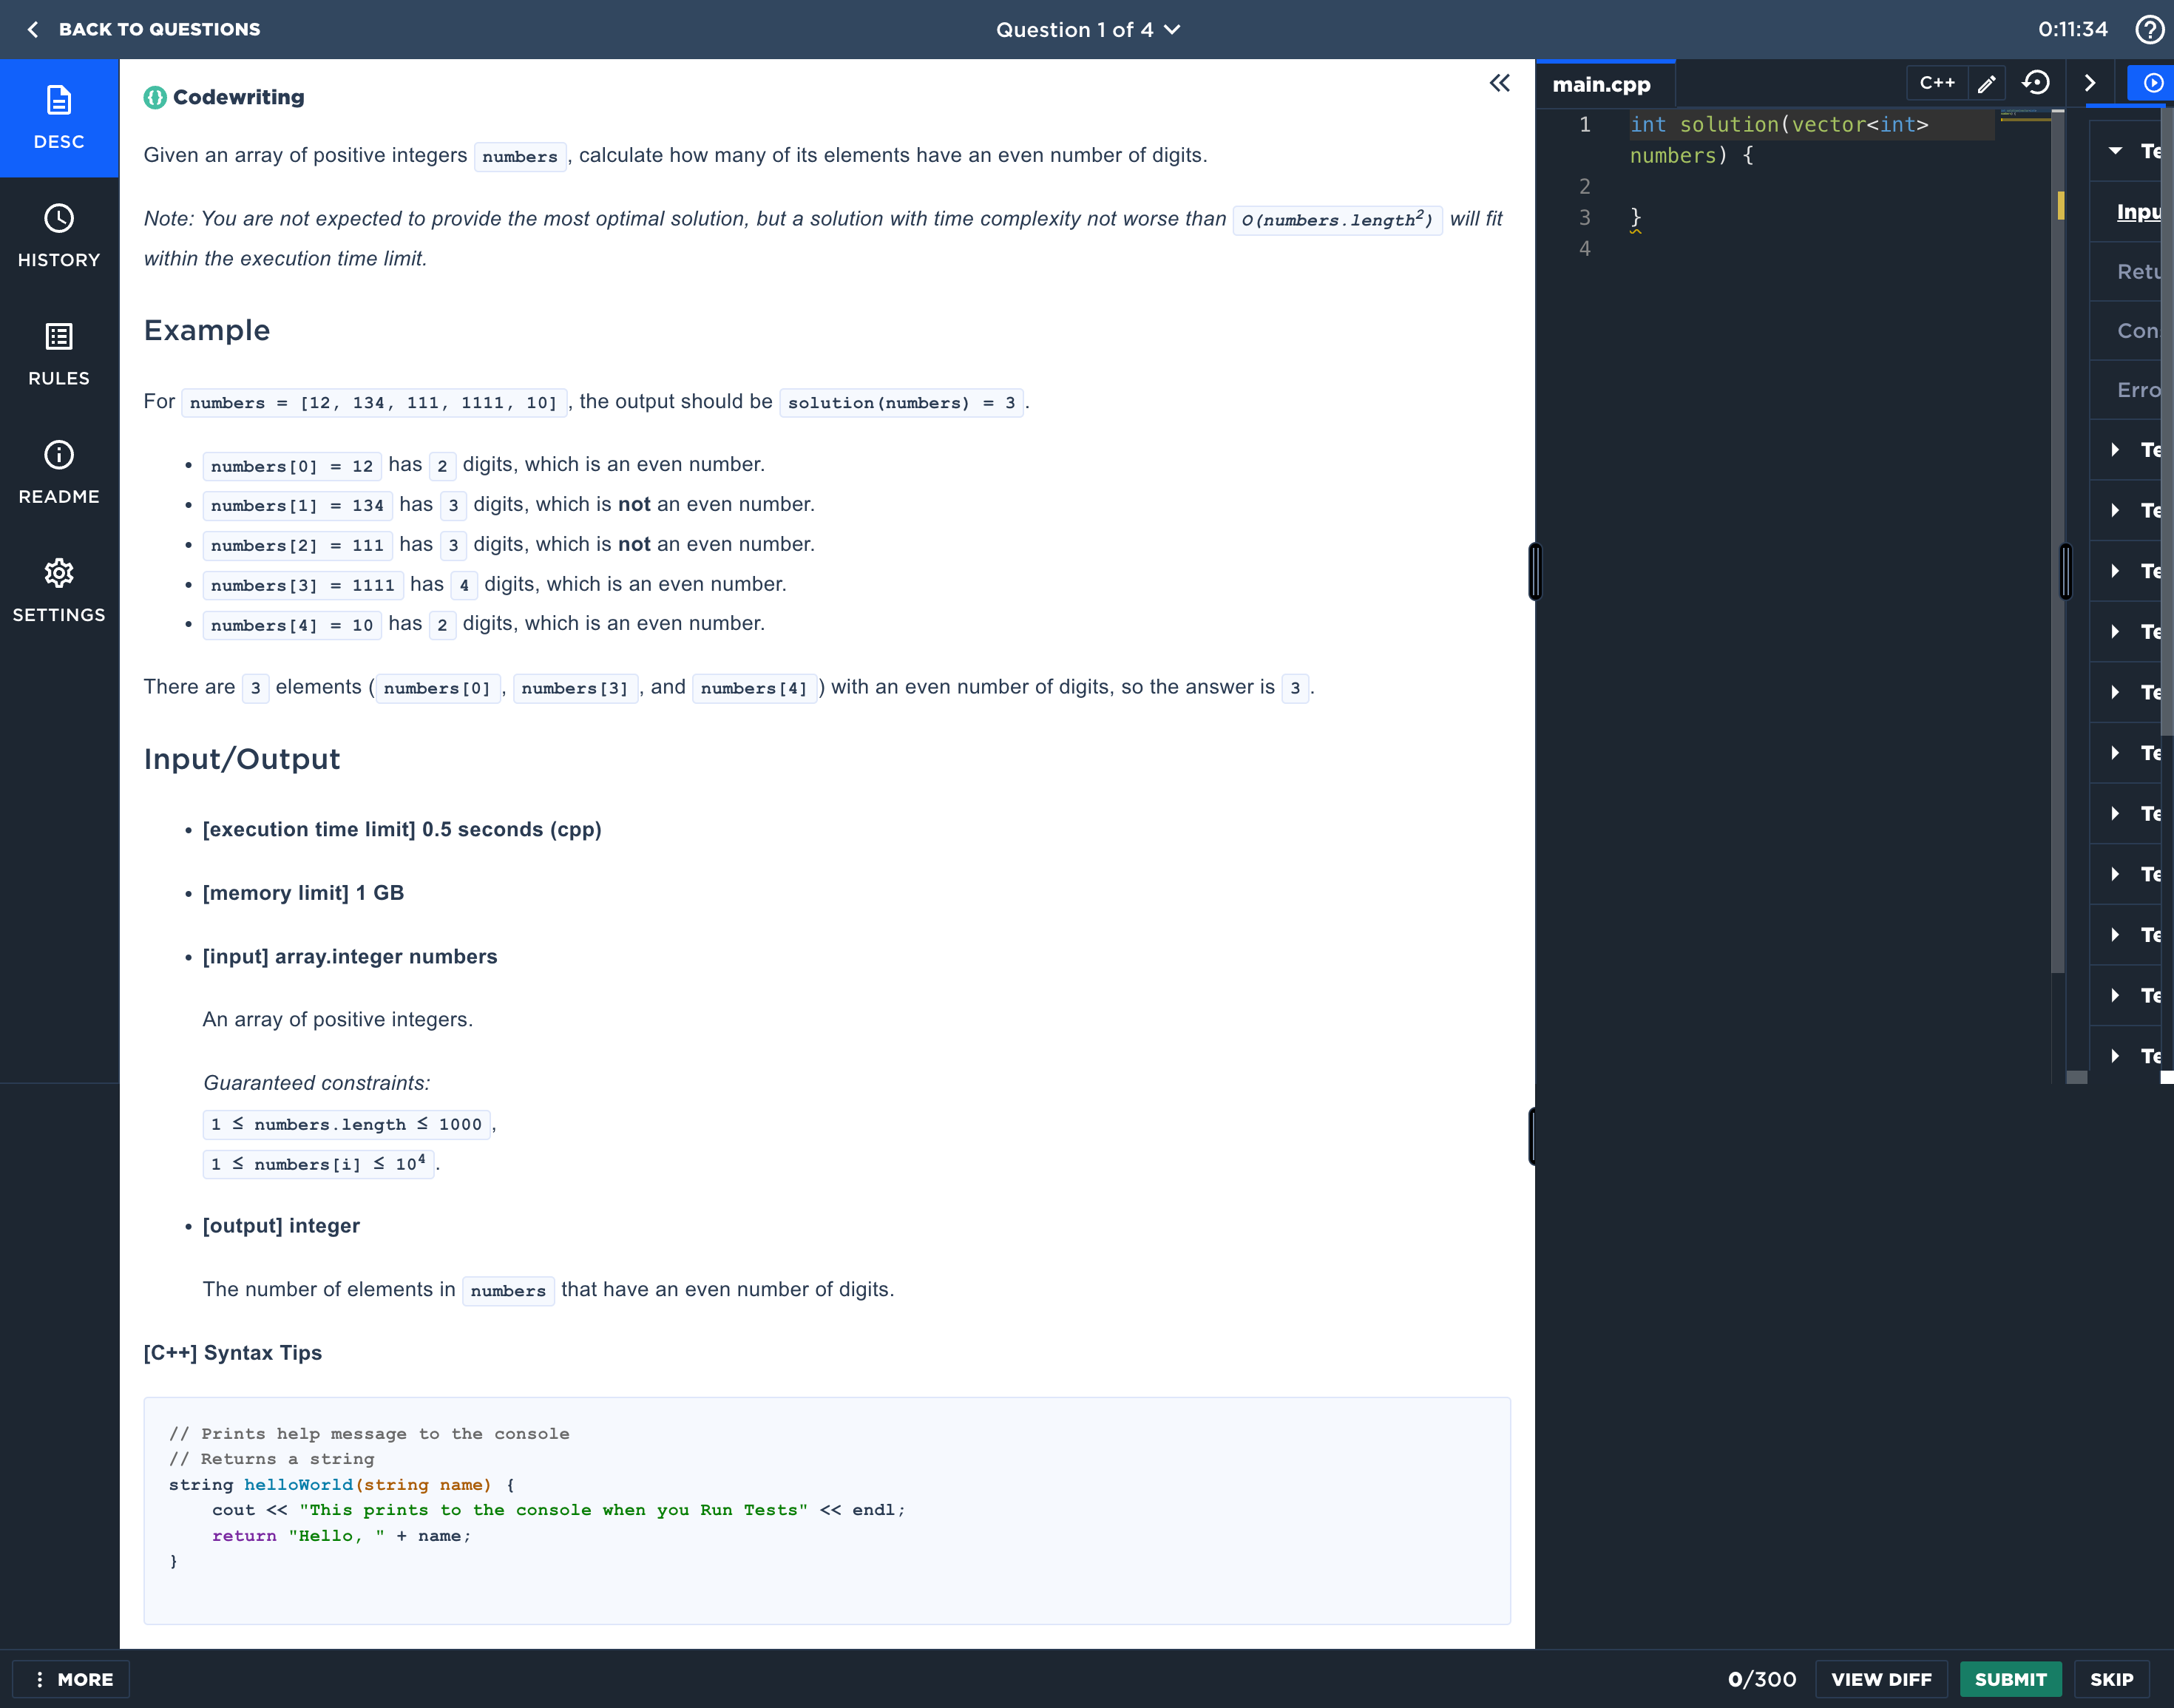 BACK TO QUESTIONS
Question 1 of 4
0:11:34
DESC
HISTORY
RULES
README
SETTINGS
Codewriting
Given an array of positive integers numbers, calculate how many of its elements have an even number of digits.
Note: You are not expected to provide the most optimal solution, but a solution with time complexity not worse than O(numbers.length²) will fit
within the execution time limit.
Example
For numbers = [12, 134, 111, 1111, 10], the output should be solution(numbers) = 3.
• numbers[0] = 12 has 2 digits, which is an even number.
• numbers[1] = 134 has 3 digits, which is not an even number.
• numbers[2] = 111 has 3 digits, which is not an even number.
• numbers[3] = 1111 has 4 digits, which is an even number.
• numbers[4] = 10 has 2 digits, which is an even number.
There are 3 elements (numbers[0], numbers[3], and numbers[4]) with an even number of digits, so the answer is 3.
Input/Output
• [execution time limit] 0.5 seconds (cpp)
• [memory limit] 1 GB
• [input] array.integer numbers
An array of positive integers.
Guaranteed constraints:
1 ≤ numbers.length ≤ 1000,
1 ≤ numbers[i] ≤ 10⁴.
• [output] integer
The number of elements in numbers that have an even number of digits.
[C++] Syntax Tips
// Prints help message to the console
// Returns a string
string helloWorld(string name) {
    cout << "This prints to the console when you Run Tests" << endl;
    return "Hello, " + name;
}
main.cpp
C++
1 int solution(vector<int>
numbers) {
2
3 }
4
Te
Inpu
Retu
Con
Erro
Te
Te
Te
Te
Te
Te
Te
Te
Te
Te
Te
MORE
0/300
VIEW DIFF
SUBMIT
SKIP